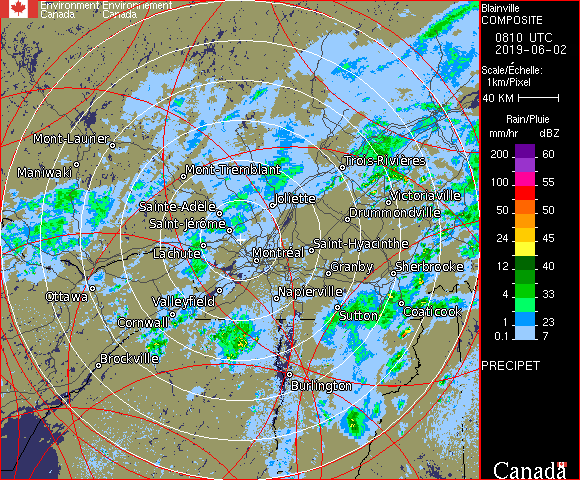 Environment Environnement
Canada Canada
Blainville
COMPOSITE
0810 UTC
2019-06-02
Scale/Échelle:
1km/Pixel
40 KM
Rain/Pluie
mm/hr dBZ
200 60
100 55
50 50
24 45
12 40
4 33
1 23
0.1 7
PRECIPET
Canada
Mont-Laurier
Maniwaki
Mont-Tremblant
Trois-Rivières
Sainte-Adele
Joliette
Victoriaville
Drummondville
Saint-Jérôme
Lachute
Montréal
Saint-Hyacinthe
Granby
Sherbrooke
Ottawa
Valleyfield
Napierville
Cornwall
Sutton
Coaticook
Brockville
Burlington